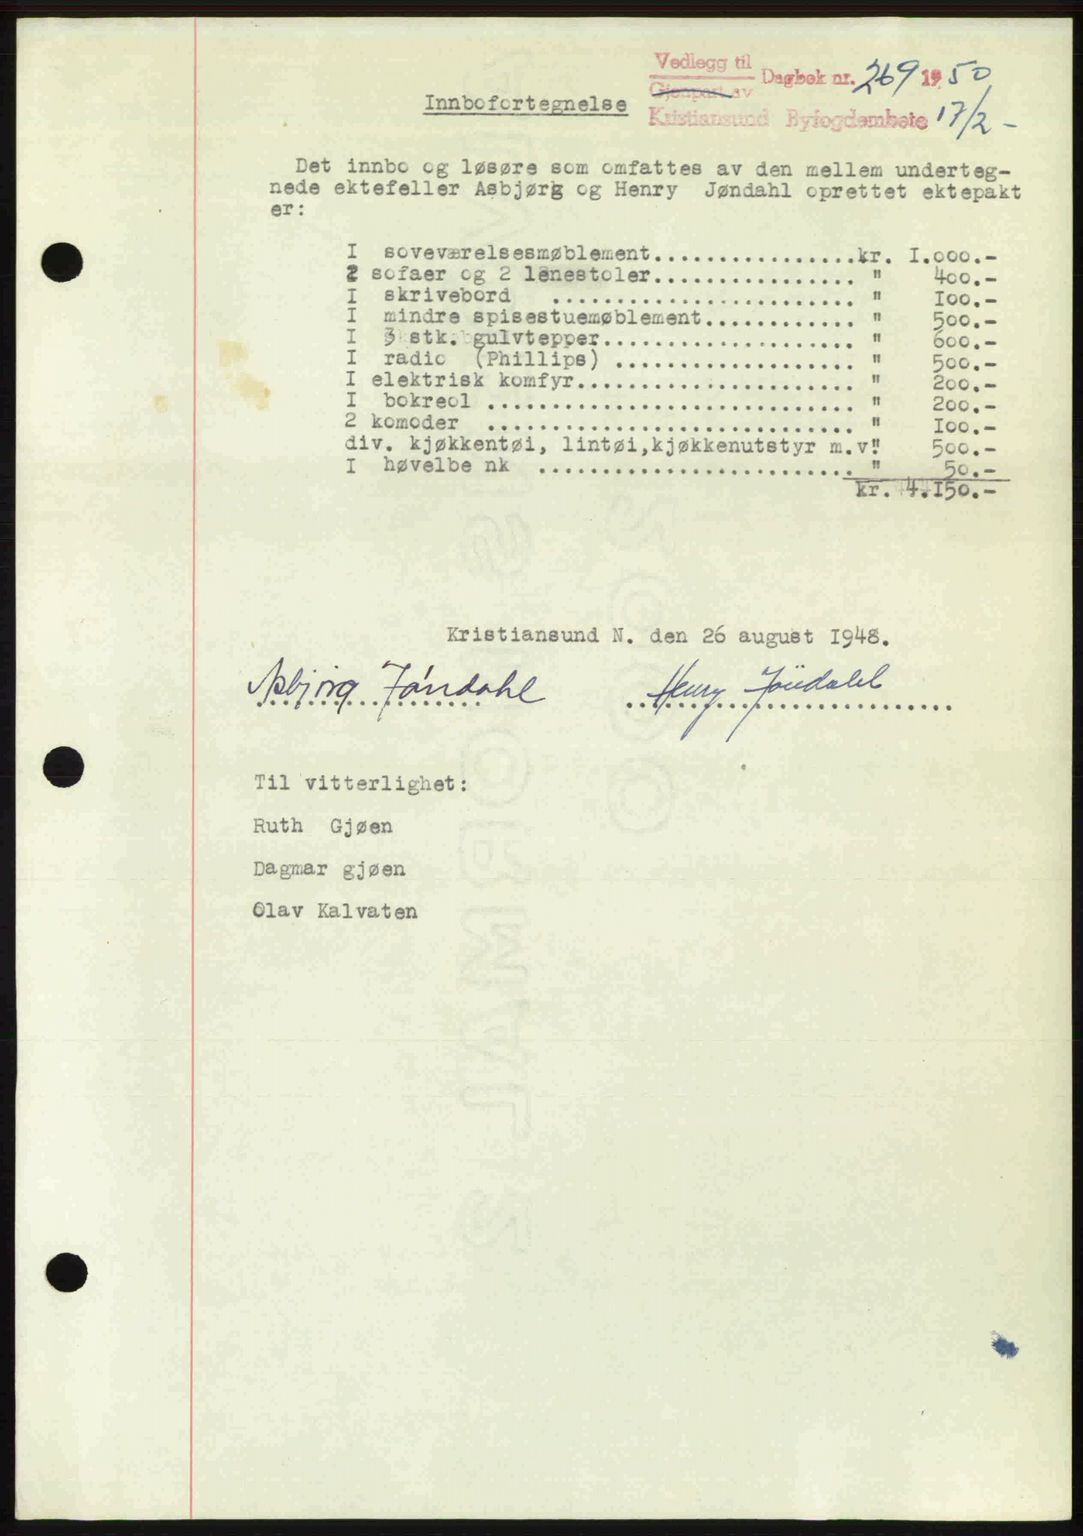 Vedlegg til
Gjenpart av
Dagbok nr. 269 1950
Kristiansund Byfogdembete 17/2 -
Innbofortegnelse
Det innbo og løsøre som omfattes av den mellem underteg-
nede ektefeller Asbjørg og Henry Jøndahl oprettet ektepakt
er:
I soveværelsesmøblement................kr. I.000.-
2 sofaer og 2 lenestoler................ " 400.-
I skrivebord ........................ " I00.-
I mindre spisestuemøblement............ " 500.-
I 3 stk. gulvtepper.................... " 600.-
I radio (Phillips) ................... " 500.-
I elektrisk komfyr...................... " 200.-
I bokreol ............................. " 200.-
2 komoder ............................. " I00.-
div. kjøkkentøi, lintøi,kjøkkenutstyr m.v." 500.-
I høvelbe nk ......................... " 50.-
kr. 4.I50.-
Kristiansund N. den 26 august I948.
Asbjørg Jøndahl Henry Jøndahl
Til vitterlighet:
Ruth Gjøen
Dagmar gjøen
Olav Kalvaten